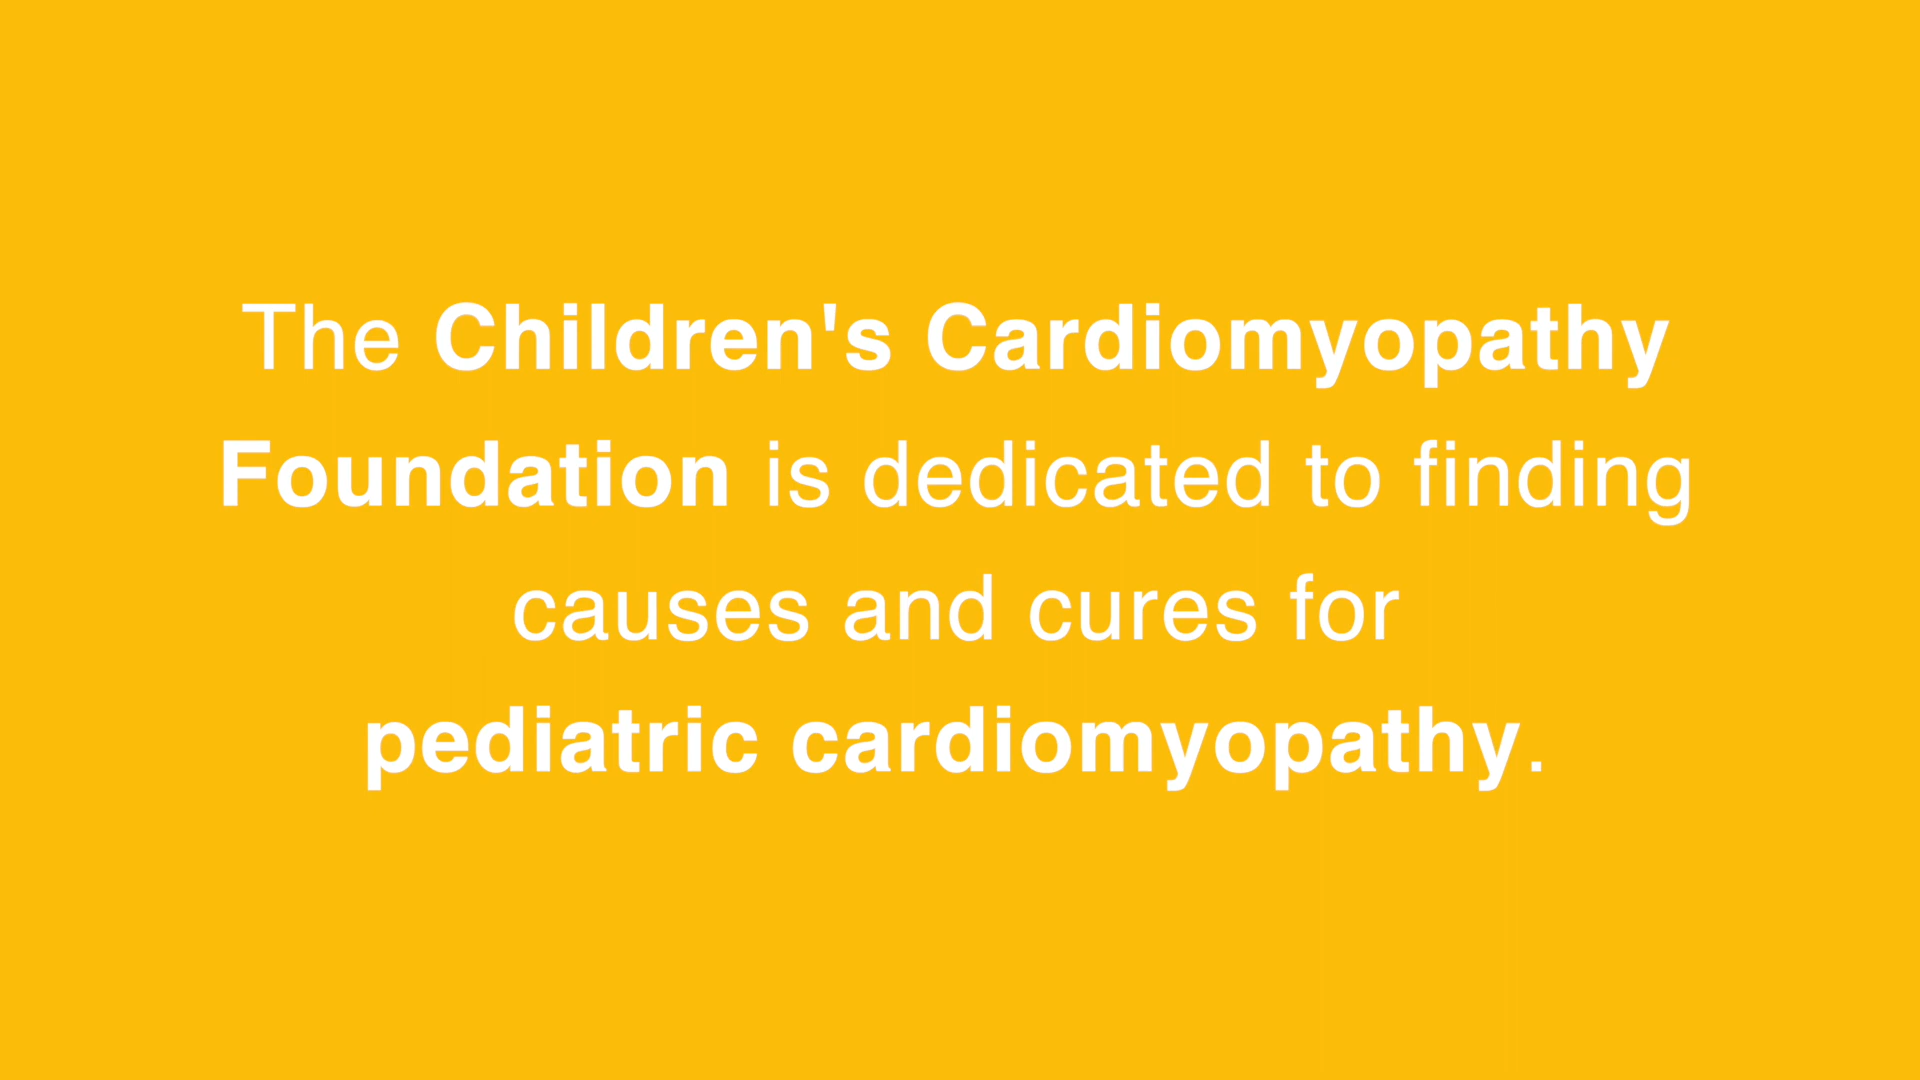 The Children's Cardiomyopathy
Foundation is dedicated to finding
causes and cures for
pediatric cardiomyopathy.